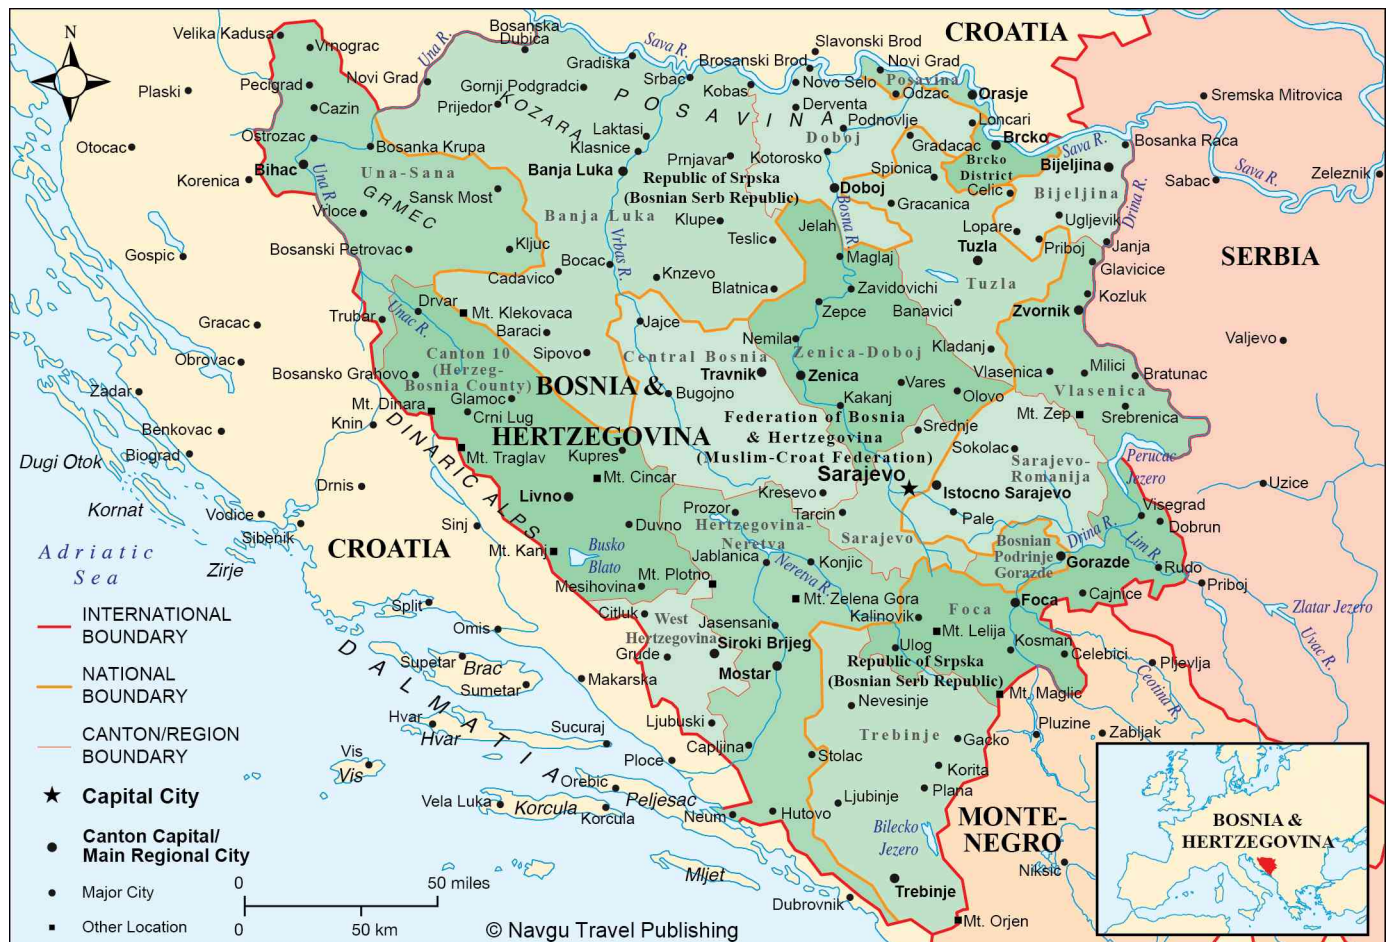 N
Velika Kadusa
Vrnograc
Bosanska
Dubica
Una R.
Sava R.
Slavonski Brod
CROATIA
Pecigrad
Novi Grad
Gradiška
Brosanski Brod
Novi Grad
Srbac
Gornji Podgradci
Kobas
Novo Selo
Posavina
Plaski
Cazin
Prijedor
KOZARA
POSAVINA
Derventa
Odzac
Orasje
Sremska Mitrovica
Ostrozac
Laktasi
Podnovlje
Loncari
Otocac
Bosanka Krupa
Klasnice
Doboj
Gradacac
Brcko
Sava R.
Bosanka Raca
Bihac
Prnjavar
Kotorosko
Spionica
Brcko
District
Bijeljina
Sava R.
Korenica
Una R
Una-Sana
Banja Luka
Republic of Srpska
(Bosnian Serb Republic)
Doboj
Celic
Bijeljina
Sabac
Zeleznik
Sansk Most
GRMEC
Gracanica
Drina R.
Vrloce
Banja Luka
Klupe
Jelah
Bosna R.
Lopare
Ugljevik
Bosanski Petrovac
Kljuc
Teslic
Tuzla
Priboj
Janja
Gospic
Bocac
Vrbas R.
Maglaj
Glavicice
SERBIA
Cadavico
Knzevo
Blatnica
Zavidovichi
Tuzla
Kozluk
Drvar
Mt. Klekovaca
Zepce
Banavici
Zvornik
Trubar
Unac R.
Gracac
Baraci
Jajce
Nemila
Kladanj
Valjevo
Obrovac
Canton 10
(Herzeg-
Bosnia County)
Sipovo
Central Bosnia
Zenica-Doboj
Bosansko Grahovo
Travnik
Zenica
Vares
Vlasenica
Milici
Bratunac
Zadar
BOSNIA &
Bugojno
Kakanj
Olovo
Vlasenica
Mt. Dinara
Glamoc
Crni Lug
Federation of Bosnia
& Hertzegovina
(Muslim-Croat Federation)
Mt. Zep
Srebrenica
Benkovac
Knin
DINARIC ALPS
HERTZEGOVINA
Srednje
Sokolac
Biograd
Mt. Traglav
Kupres
Sarajevo
Sarajevo-
Romanija
Perucac
Jezero
Dugi Otok
Mt. Cincar
Drnis
Livno
Kresevo
Istocno Sarajevo
Uzice
Kornat
Prozor
Tarcin
Pale
Visegrad
Vodice
Sibenik
Sinj
Duvno
Hertzegovina-
Neretva
Sarajevo
Bosnian
Podrinje
Gorazde
Drina R.
Dobrun
Lim R.
Adriatic
Sea
Zirje
CROATIA
Mt. Kanj
Busko
Blato
Jablanica
Konjic
Neretva R.
Gorazde
Rudo
Mesihovina
Mt. Plotno
Priboj
INTERNATIONAL
BOUNDARY
Split
Citluk
Mt. Zelena Gora
Foca
Foca
Cajnice
Zlatar Jezero
Omis
West
Hertzegovina
Jasensani
Kalinovik
Mt. Lelija
Uvac R.
Siroki Brijeg
Ulog
Kosman
DALMATIA
Supetar
Brac
Grude
Republic of Srpska
(Bosnian Serb Republic)
Celebici
NATIONAL
BOUNDARY
Sumetar
Makarska
Mostar
Pljevlja
Ceotina R.
Mt. Maglic
Nevesinje
Hvar
Hvar
Sucuraj
Ljubuski
Pluzine
CANTON/REGION
BOUNDARY
Capljina
Trebinje
Gacko
Zabljak
Vis
Vis
Ploce
Stolac
Orebic
Korita
Capital City
Vela Luka
Korcula
Korcula
Peljesac
Plana
Ljubinje
Neum
Hutovo
MONTE-
NEGRO
BOSNIA &
HERTZEGOVINA
Canton Capital/
Main Regional City
Bilecko
Jezero
Mljet
Niksic
Major City
0
50 miles
Trebinje
Dubrovnik
Other Location
0
50 km
© Navgu Travel Publishing
Mt. Orjen